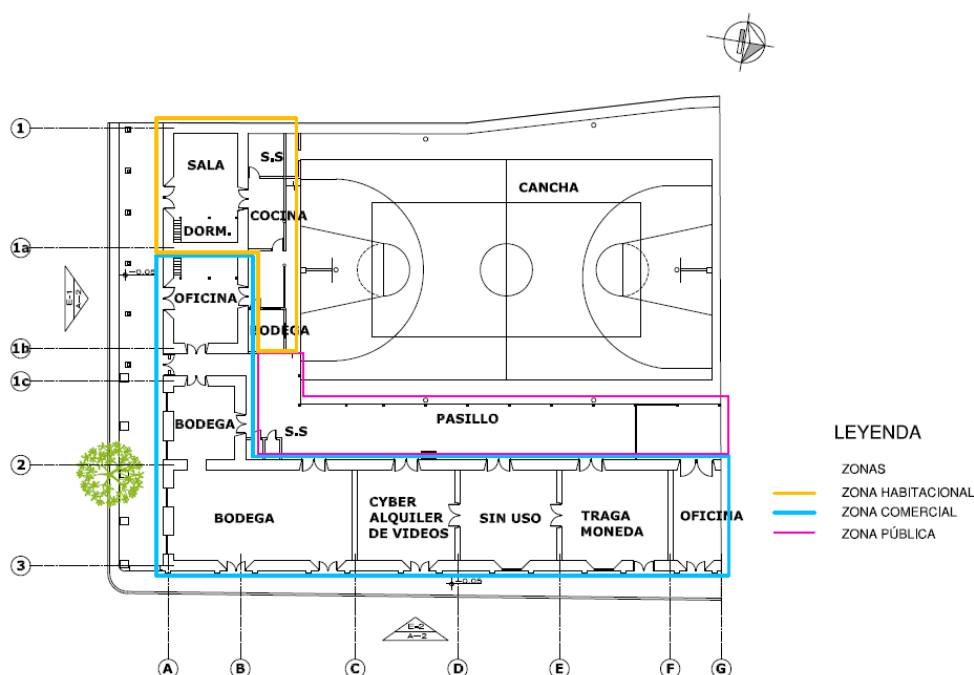 1
S.S
SALA
CANCHA
COCINA
DORM.
1a
-0.05
E-1
A-2
OFICINA
BODEGA
1b
1c
PASILLO
BODEGA
S.S
LEYENDA
2
ZONAS
ZONA HABITACIONAL
ZONA COMERCIAL
ZONA PÚBLICA
BODEGA
CYBER
ALQUILER
DE VIDEOS
SIN USO
TRAGA
MONEDA
OFICINA
3
-0.05
E-2
A-2
A
B
C
D
E
F
G